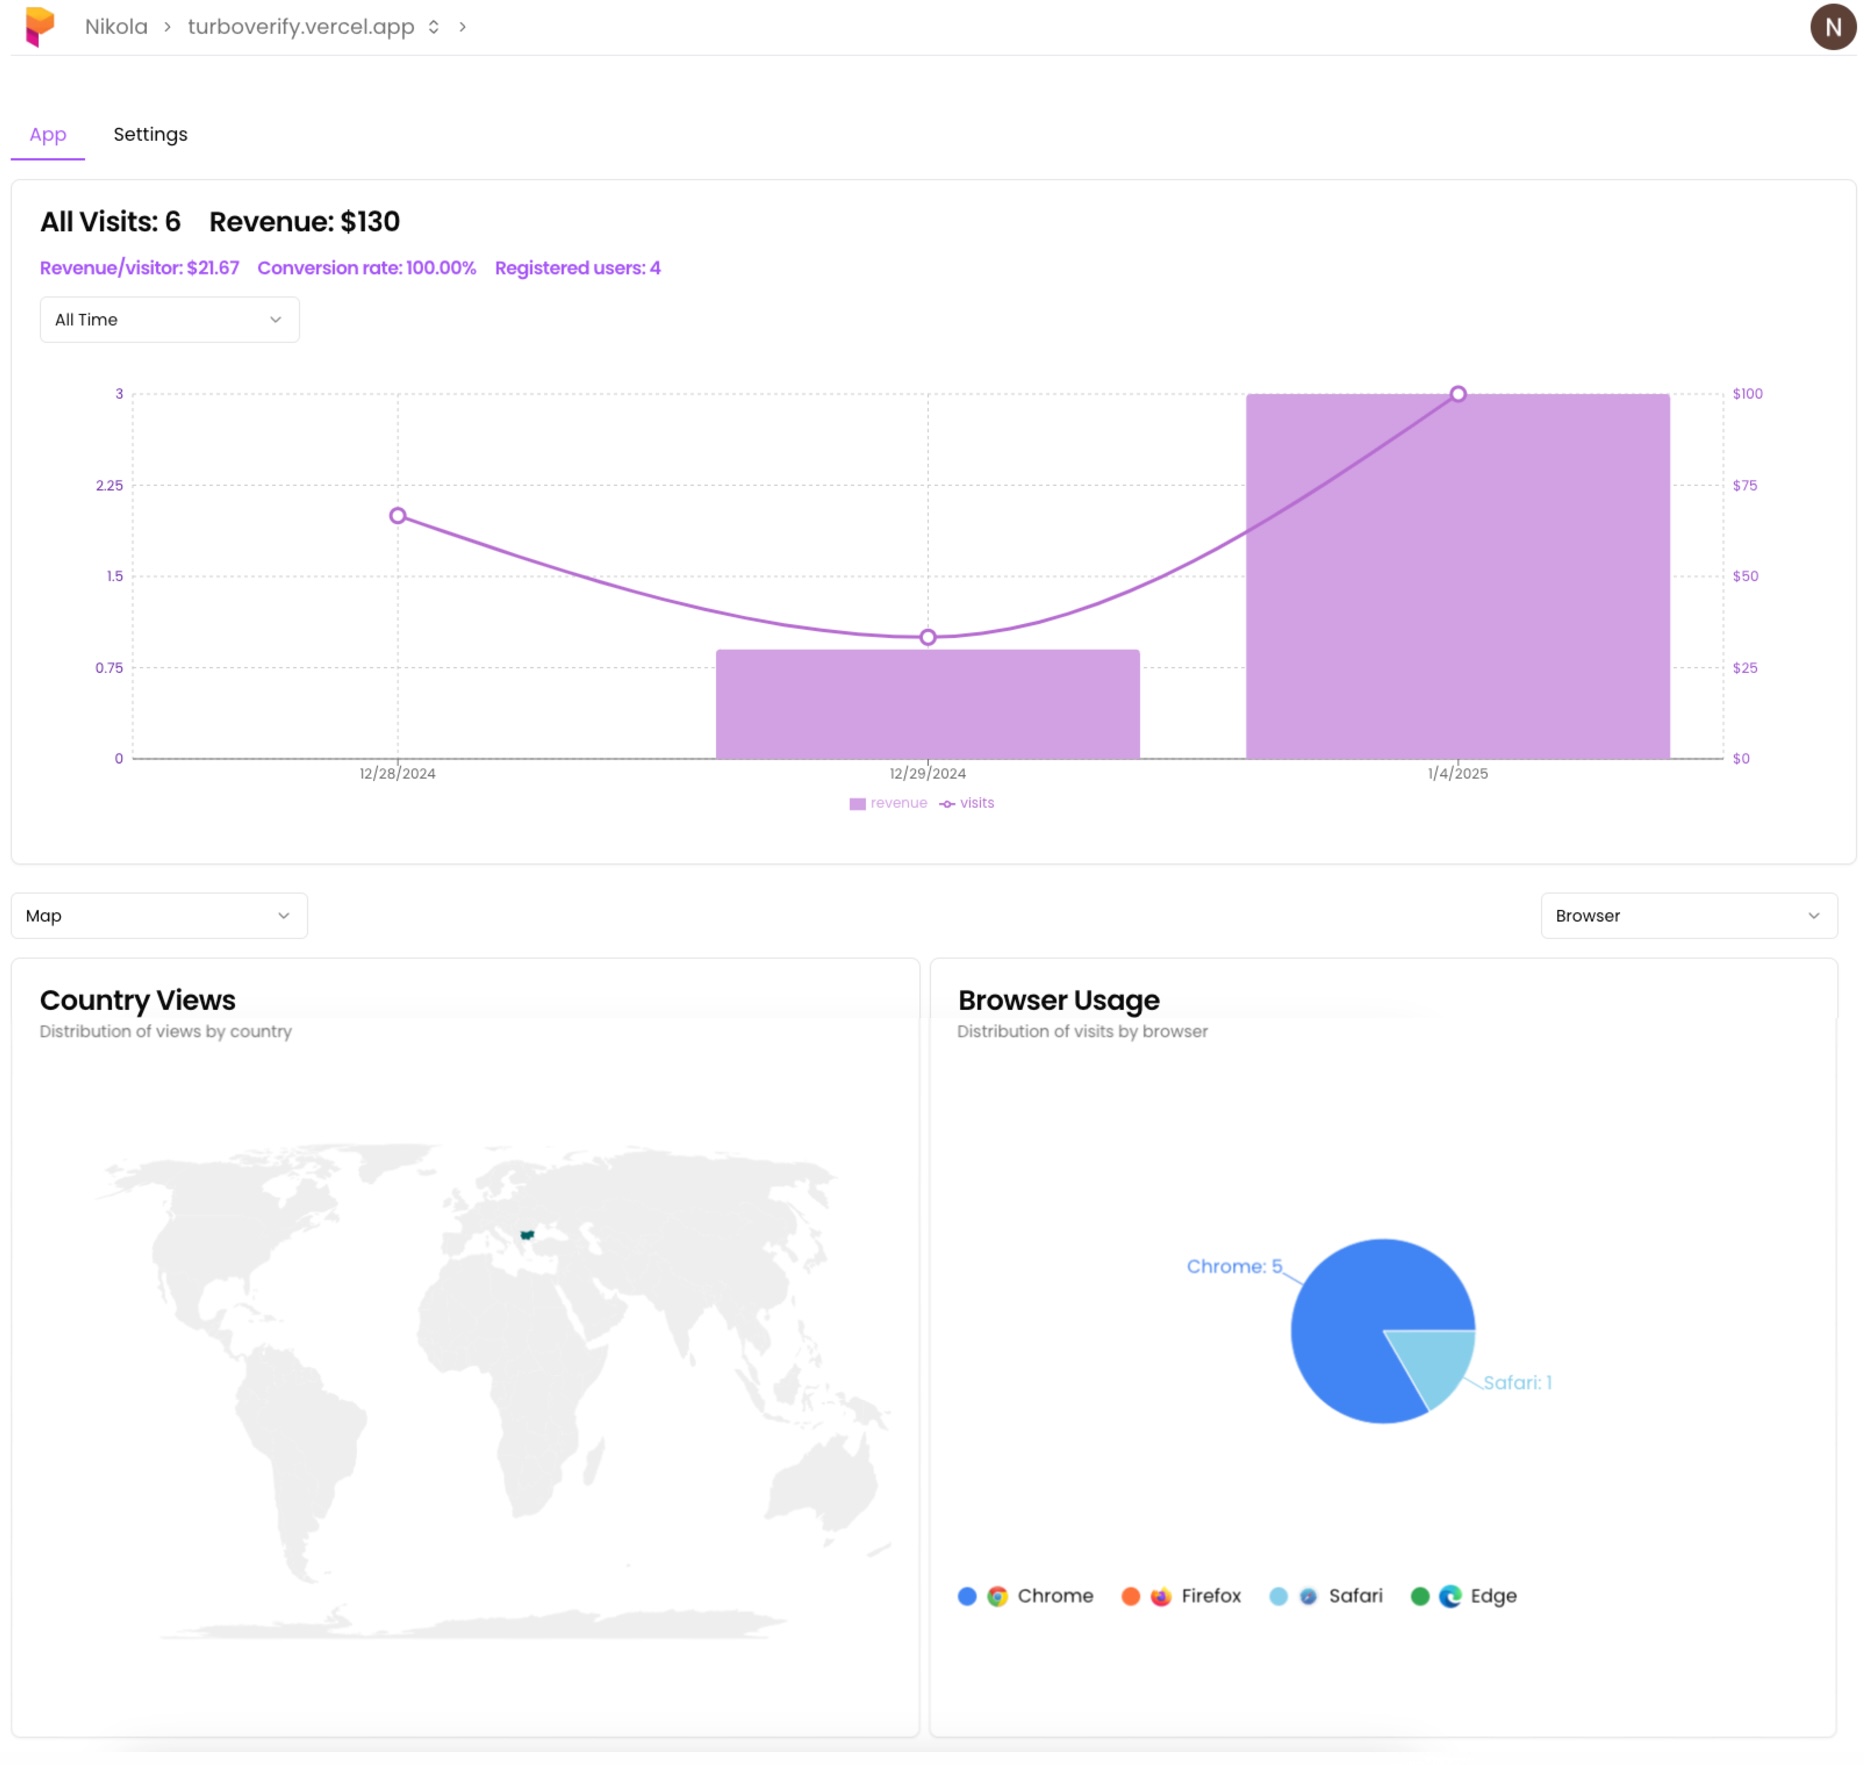 Nikola > turboverify.vercel.app >
N
App Settings
All Visits: 6 Revenue: $130
Revenue/visitor: $21.67 Conversion rate: 100.00% Registered users: 4
All Time
3 $100
2.25 $75
1.5 $50
0.75 $25
0 $0
12/28/2024 12/29/2024 1/4/2025
revenue visits
Map Browser
Country Views
Distribution of views by country
Browser Usage
Distribution of visits by browser
Chrome: 5
Safari: 1
Chrome Firefox Safari Edge